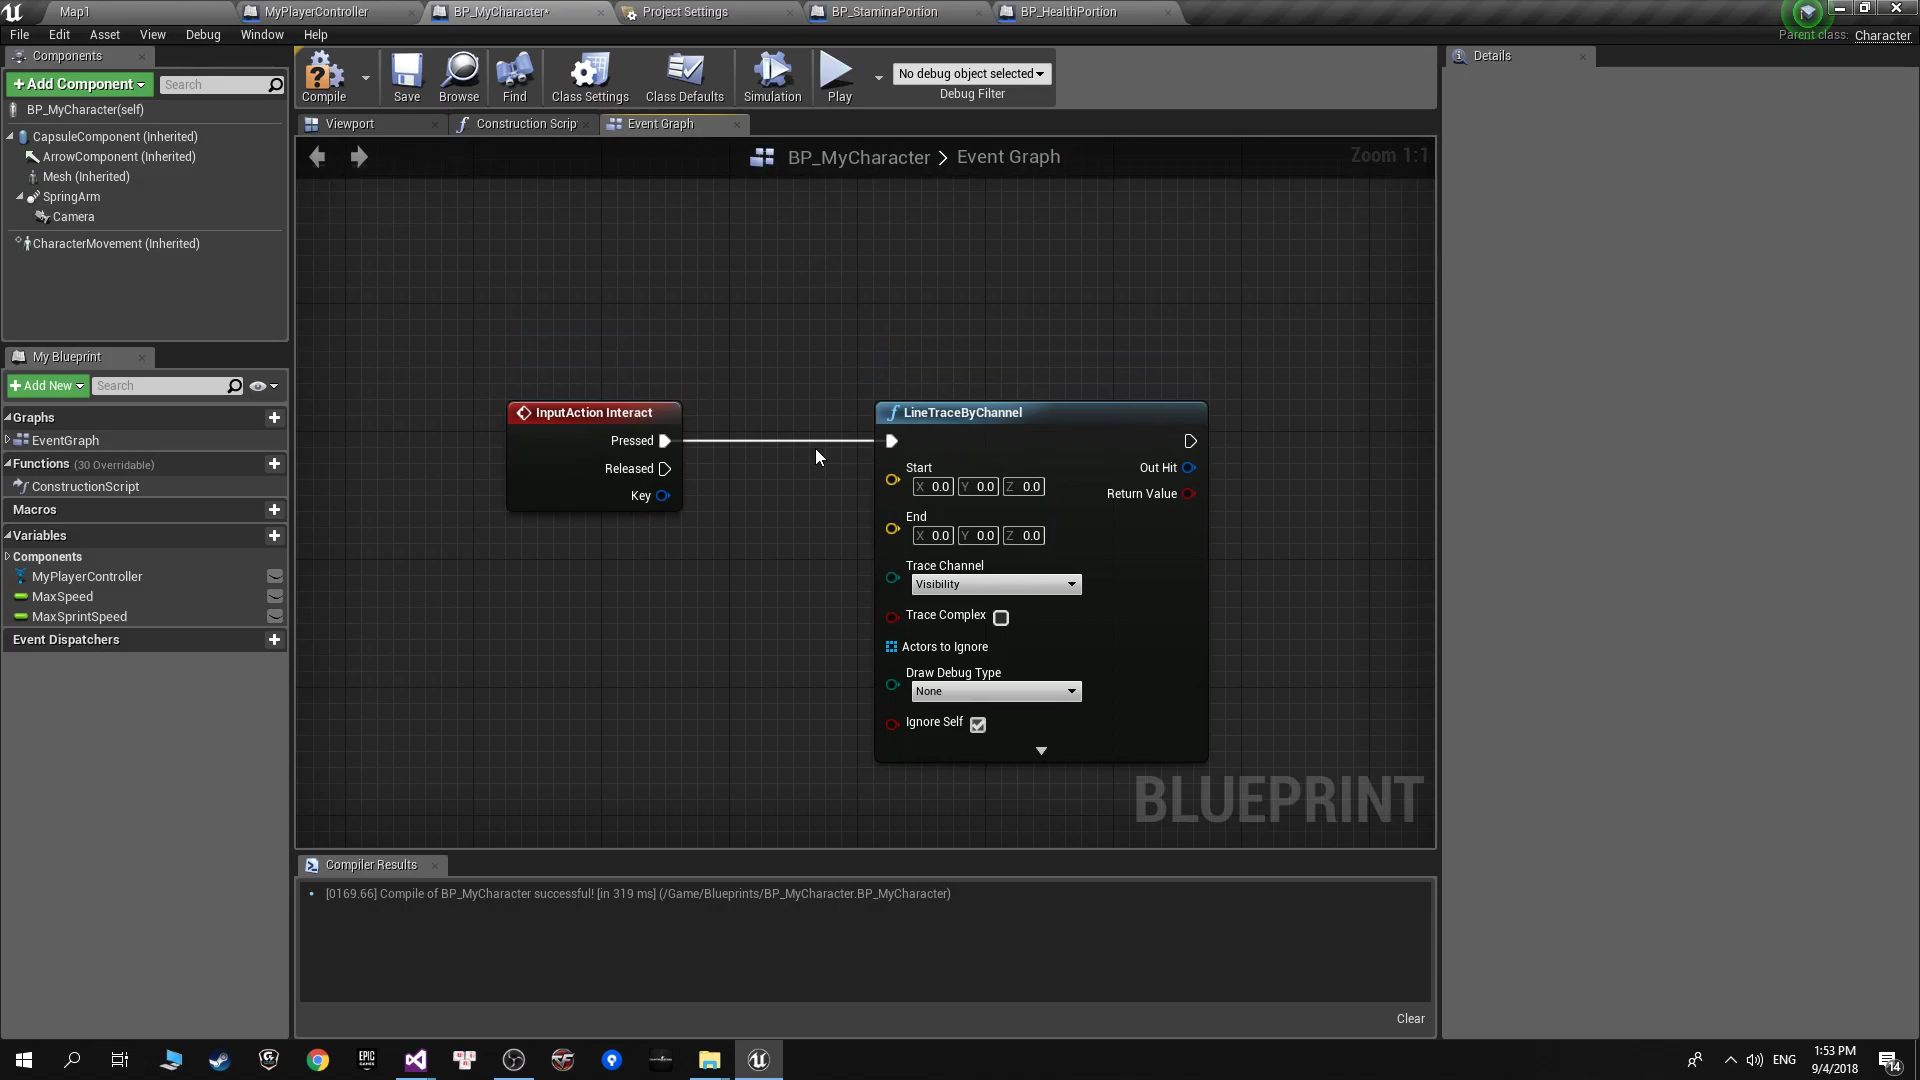 Map1
MyPlayerController
BP_MyCharacter*
Project Settings
BP_StaminaPortion
BP_HealthPortion
File Edit Asset View Debug Window Help
Parent class: Character
Components
+Add Component
Search
BP_MyCharacter(self)
CapsuleComponent (Inherited)
ArrowComponent (Inherited)
Mesh (Inherited)
SpringArm
Camera
CharacterMovement (Inherited)
My Blueprint
+Add New
Search
Graphs
EventGraph
Functions (30 Overridable)
ConstructionScript
Macros
Variables
Components
MyPlayerController
MaxSpeed
MaxSprintSpeed
Event Dispatchers
Compile
Save
Browse
Find
Class Settings
Class Defaults
Simulation
Play
No debug object selected
Debug Filter
Viewport
Construction Scrip
Event Graph
BP_MyCharacter > Event Graph
Zoom 1:1
InputAction Interact
Pressed
Released
Key
LineTraceByChannel
Start
X 0.0 Y 0.0 Z 0.0
Out Hit
Return Value
End
X 0.0 Y 0.0 Z 0.0
Trace Channel
Visibility
Trace Complex
Actors to Ignore
Draw Debug Type
None
Ignore Self
BLUEPRINT
Compiler Results
[0169.66] Compile of BP_MyCharacter successful! [in 319 ms] (/Game/Blueprints/BP_MyCharacter.BP_MyCharacter)
Clear
Details
EPIC
ENG
1:53 PM
9/4/2018
14